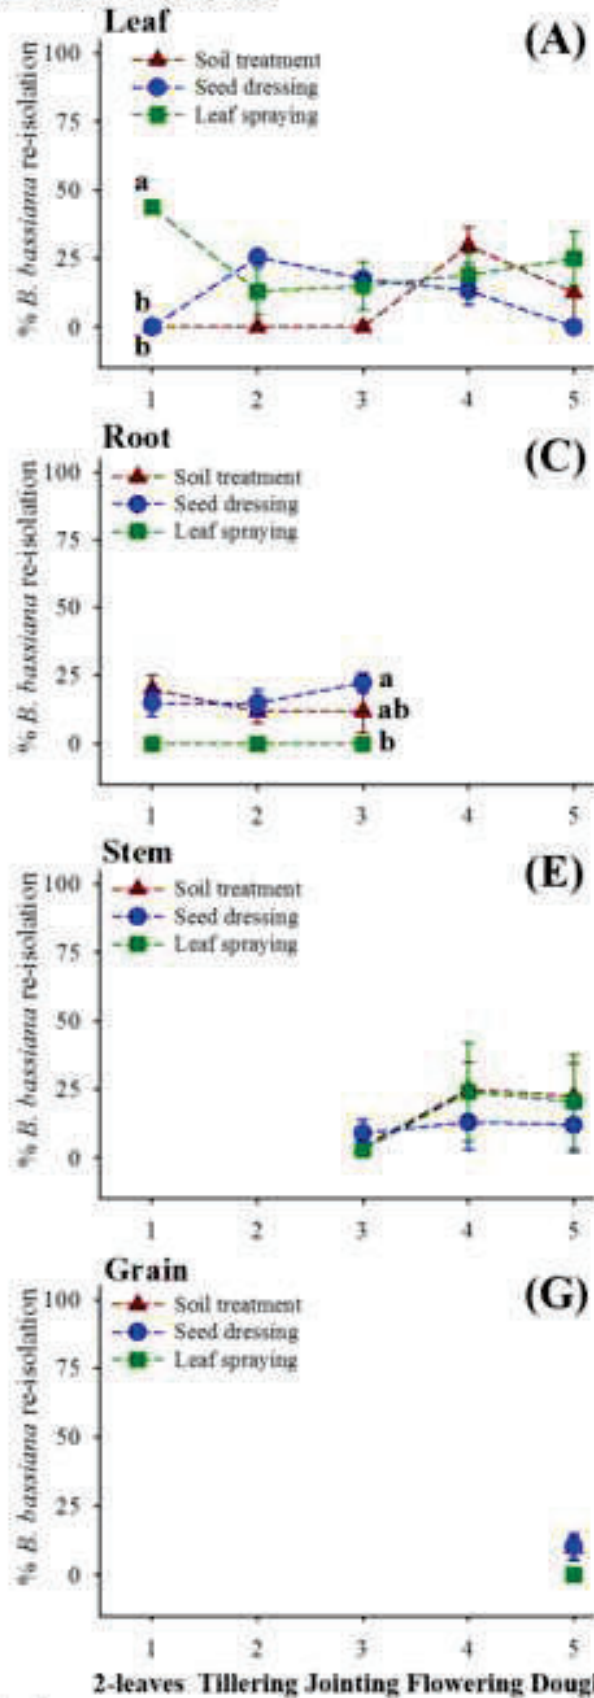 Leaf
(A)
% B. bassiana re-isolation
100
75
50
25
0
Soil treatment
Seed dressing
Leaf spraying
a
b
b
1 2 3 4 5
Root
(C)
% B. bassiana re-isolation
100
75
50
25
0
Soil treatment
Seed dressing
Leaf spraying
a
ab
b
1 2 3 4 5
Stem
(E)
% B. bassiana re-isolation
100
75
50
25
0
Soil treatment
Seed dressing
Leaf spraying
1 2 3 4 5
Grain
(G)
% B. bassiana re-isolation
100
75
50
25
0
Soil treatment
Seed dressing
Leaf spraying
1 2 3 4 5
2-leaves Tillering Jointing Flowering Dough